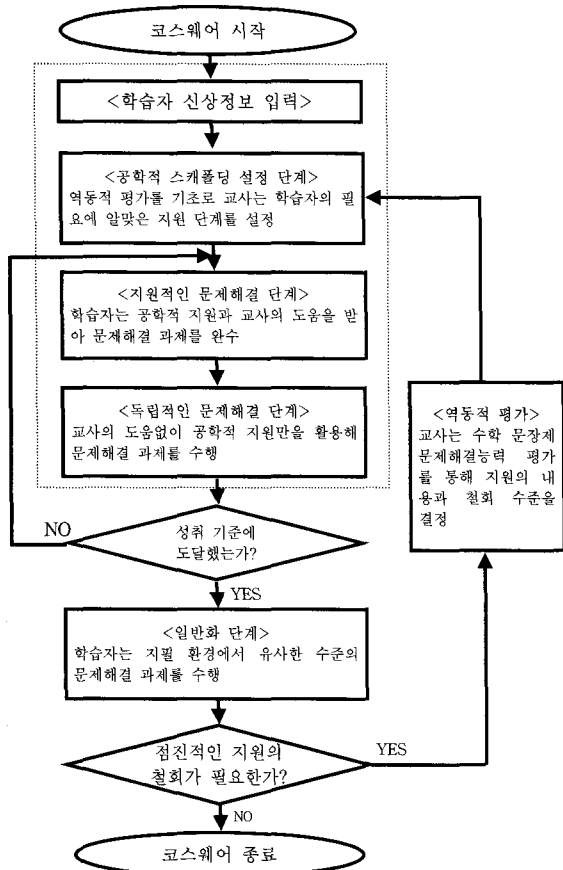 코스웨어 시작
<학습자 신상정보 입력>
<공학적 스캐폴딩 설정 단계>
역동적 평가를 기초로 교사는 학습자의 필
요에 알맞은 지원 단계를 설정
<지원적인 문제해결 단계>
학습자는 공학적 지원과 교사의 도움을 받
아 문제해결 과제를 완수
<독립적인 문제해결 단계>
교사의 도움없이 공학적 지원만을 활용해
문제해결 과제를 수행
<역동적 평가>
교사는 수학 문장제
문제해결능력 평가
를 통해 지원의 내
용과 철회 수준을
결정
NO
성취 기준에
도달했는가?
YES
<일반화 단계>
학습자는 지필 환경에서 유사한 수준의
문제해결 과제를 수행
점진적인 지원의
철회가 필요한가?
YES
NO
코스웨어 종료